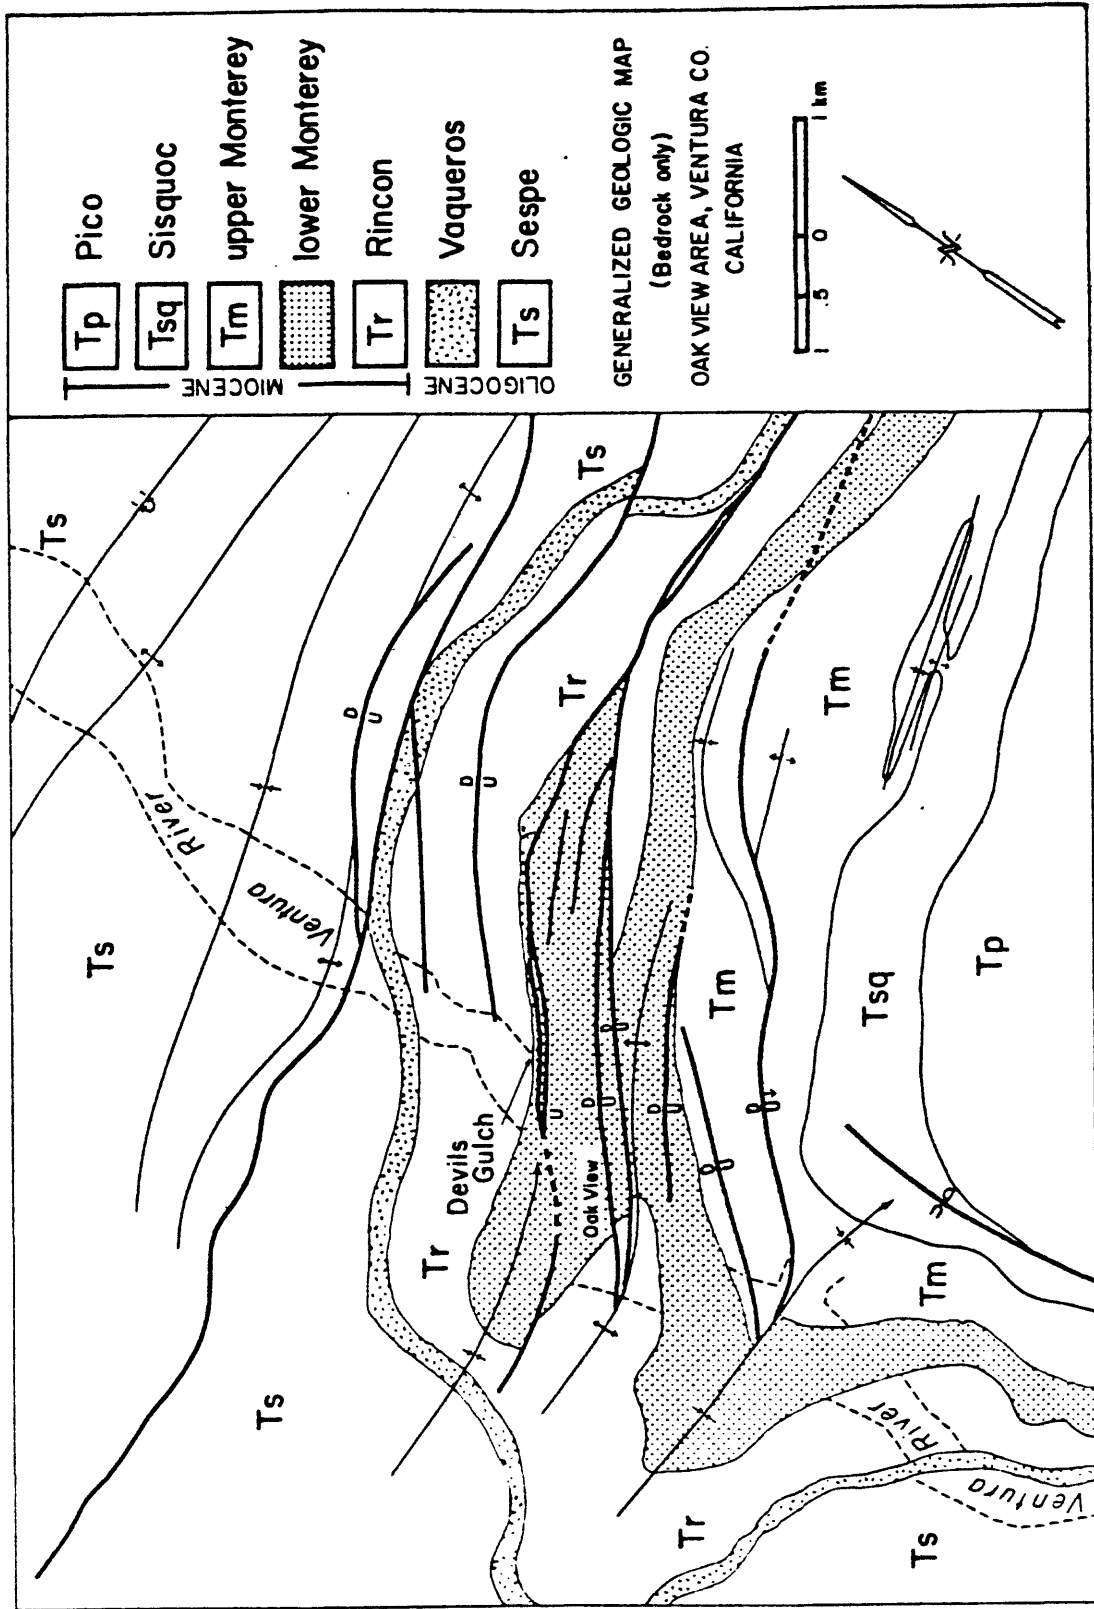 Tp Pico
Tsq Sisquoc
Tm upper Monterey
lower Monterey
Tr Rincon
Vaqueros
Ts Sespe
MIOCENE
OLIGOCENE
GENERALIZED GEOLOGIC MAP
(Bedrock only)
OAK VIEW AREA, VENTURA CO.
CALIFORNIA
1 .5 0 1 km
N
Ts
Ts
Ts
Ts
River
Ventura
D
U
D
U
Tr
Tr
Devils
Gulch
Oak View
U
D
U
D
U
D
U
D
U
D
U
Tm
Tm
Tm
Tsq
Tp
D
U
Tr
Ts
River
Ventura